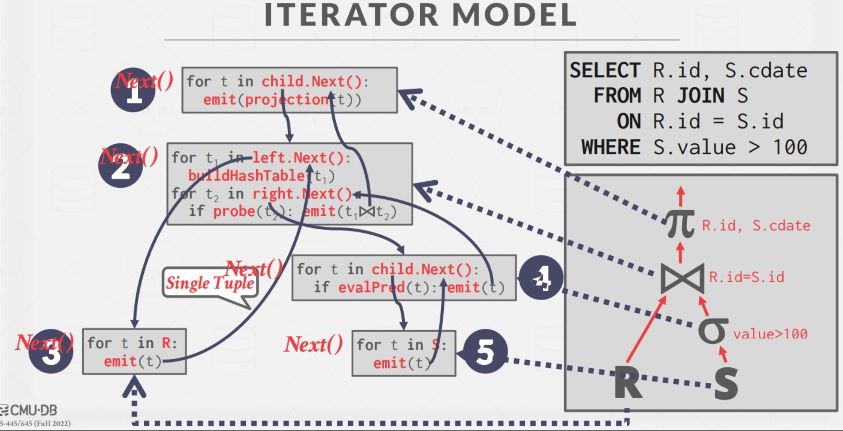 ITERATOR MODEL
Next()
1
for t in child.Next():
emit(projection(t))
Next()
2
for t₁ in left.Next():
buildHashTable(t₁)
for t₂ in right.Next():
if probe(t₂): emit(t₁⋈t₂)
Single Tuple
Next()
for t in child.Next():
if evalPred(t): emit(t)
4
Next()
3
for t in R:
emit(t)
Next()
for t in S:
emit(t)
5
SELECT R.id, S.cdate
FROM R JOIN S
ON R.id = S.id
WHERE S.value > 100
π R.id, S.cdate
⋈ R.id=S.id
σ value>100
R S
CMU·DB
5-445/645 (Fall 2022)